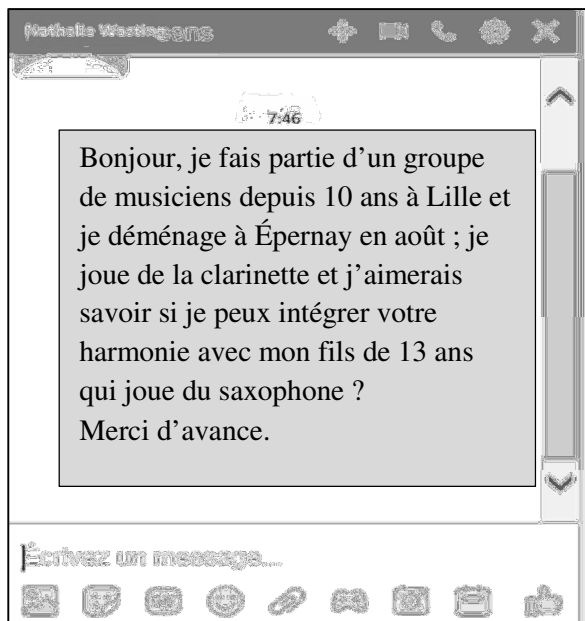 7:46
Bonjour, je fais partie d’un groupe
de musiciens depuis 10 ans à Lille et
je déménage à Épernay en août ; je
joue de la clarinette et j’aimerais
savoir si je peux intégrer votre
harmonie avec mon fils de 13 ans
qui joue du saxophone ?
Merci d’avance.
Écrivez un message...